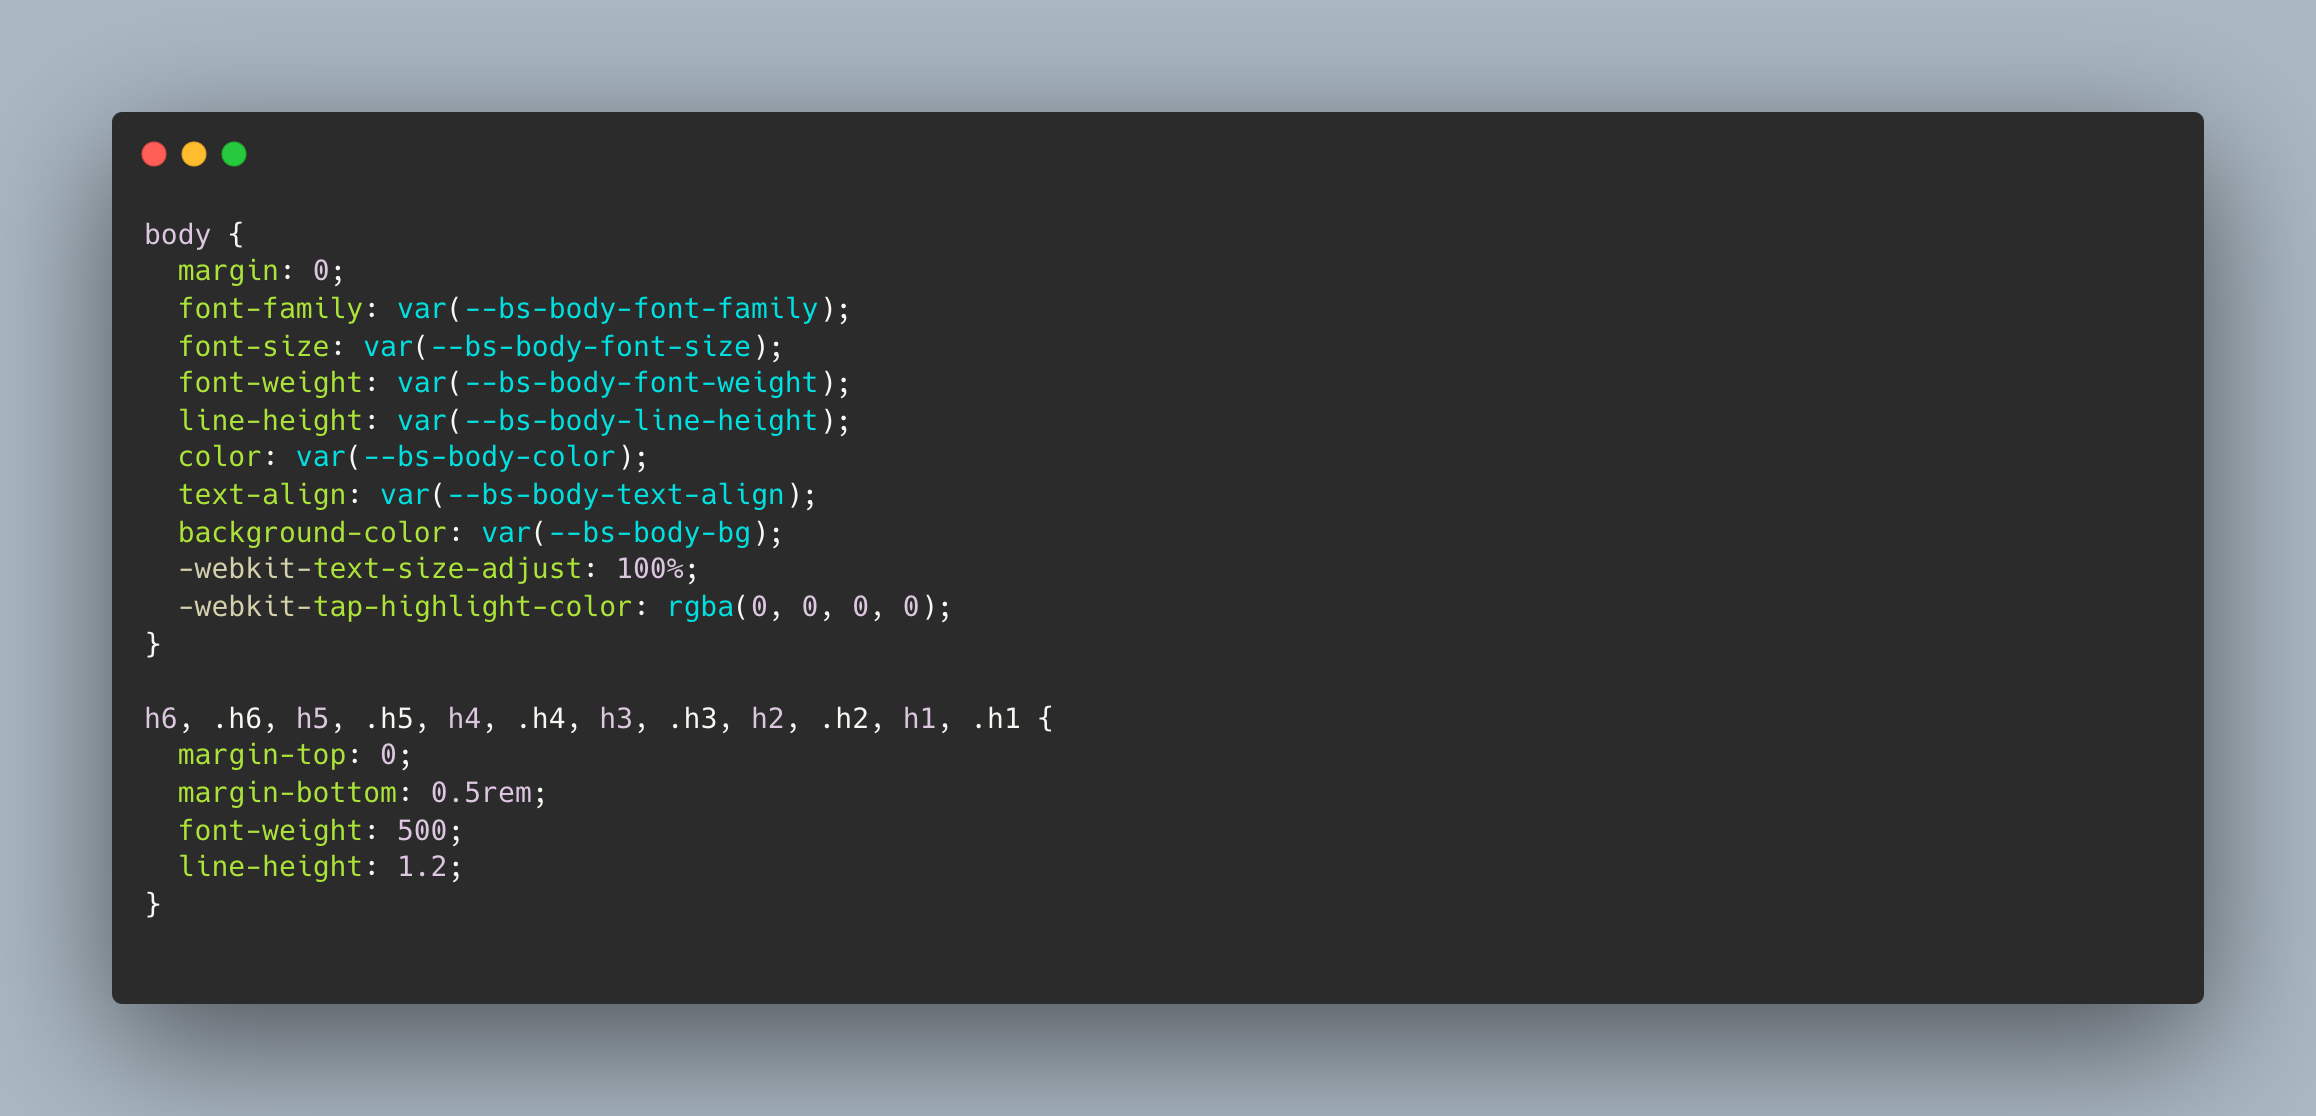 body {
  margin: 0;
  font-family: var(--bs-body-font-family);
  font-size: var(--bs-body-font-size);
  font-weight: var(--bs-body-font-weight);
  line-height: var(--bs-body-line-height);
  color: var(--bs-body-color);
  text-align: var(--bs-body-text-align);
  background-color: var(--bs-body-bg);
  -webkit-text-size-adjust: 100%;
  -webkit-tap-highlight-color: rgba(0, 0, 0, 0);
}

h6, .h6, h5, .h5, h4, .h4, h3, .h3, h2, .h2, h1, .h1 {
  margin-top: 0;
  margin-bottom: 0.5rem;
  font-weight: 500;
  line-height: 1.2;
}